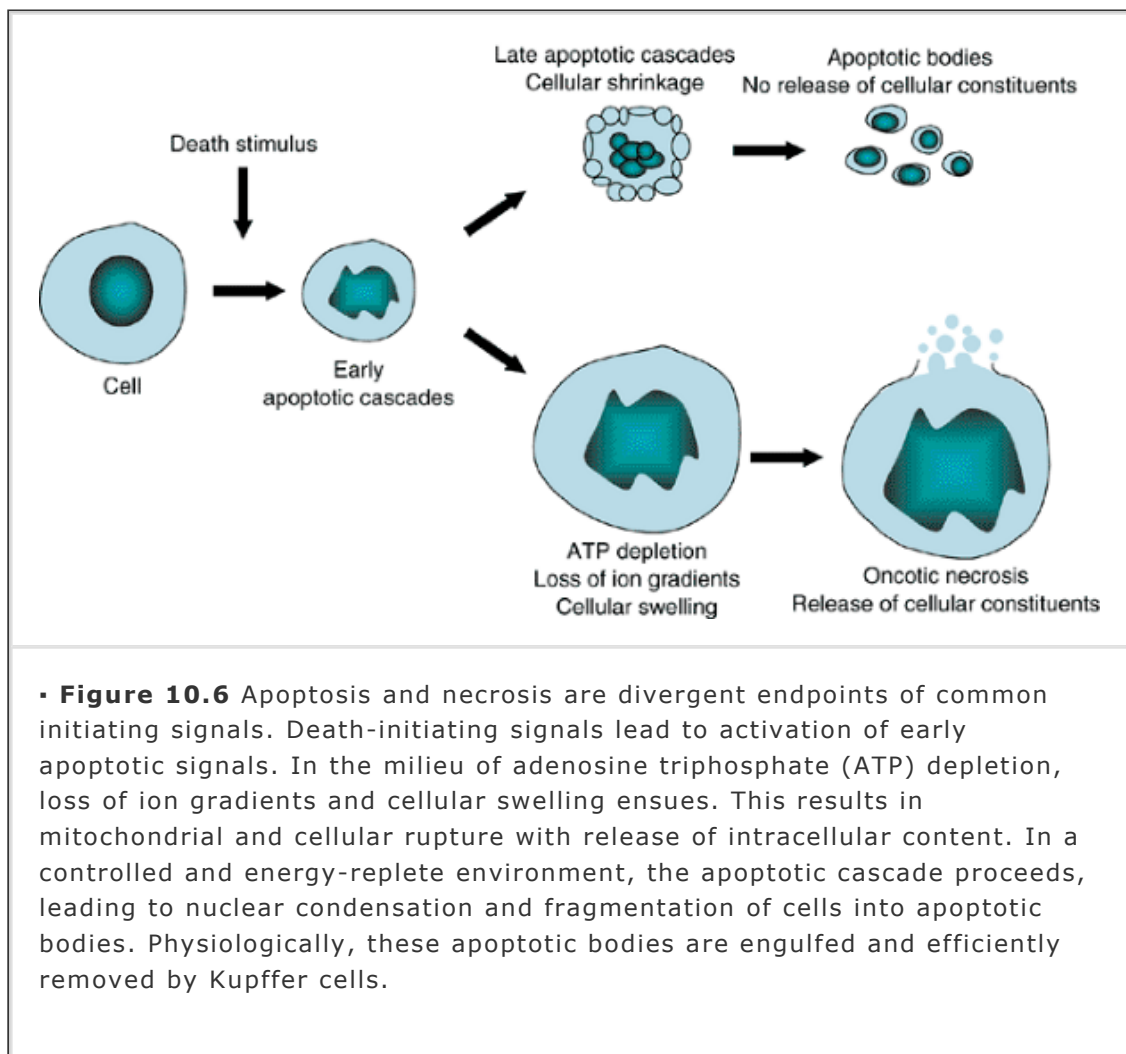 Late apoptotic cascades
Cellular shrinkage
Apoptotic bodies
No release of cellular constituents
Death stimulus
Cell
Early
apoptotic cascades
ATP depletion
Loss of ion gradients
Cellular swelling
Oncotic necrosis
Release of cellular constituents
▪ Figure 10.6 Apoptosis and necrosis are divergent endpoints of common
initiating signals. Death-initiating signals lead to activation of early
apoptotic signals. In the milieu of adenosine triphosphate (ATP) depletion,
loss of ion gradients and cellular swelling ensues. This results in
mitochondrial and cellular rupture with release of intracellular content. In a
controlled and energy-replete environment, the apoptotic cascade proceeds,
leading to nuclear condensation and fragmentation of cells into apoptotic
bodies. Physiologically, these apoptotic bodies are engulfed and efficiently
removed by Kupffer cells.